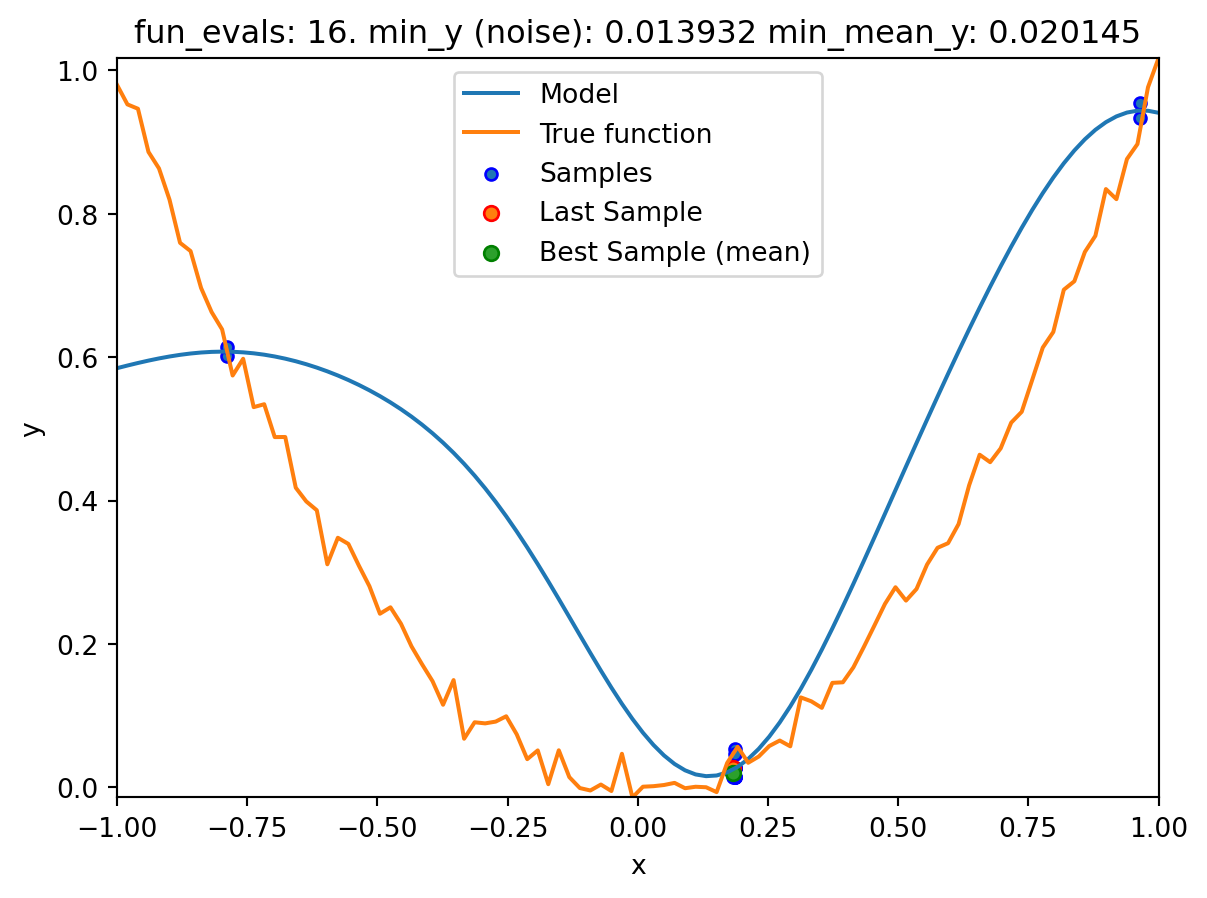 fun_evals: 16. min_y (noise): 0.013932 min_mean_y: 0.020145
Model
True function
Samples
Last Sample
Best Sample (mean)
1.0
0.8
0.6
0.4
0.2
0.0
y
−1.00 −0.75 −0.50 −0.25 0.00 0.25 0.50 0.75 1.00
x